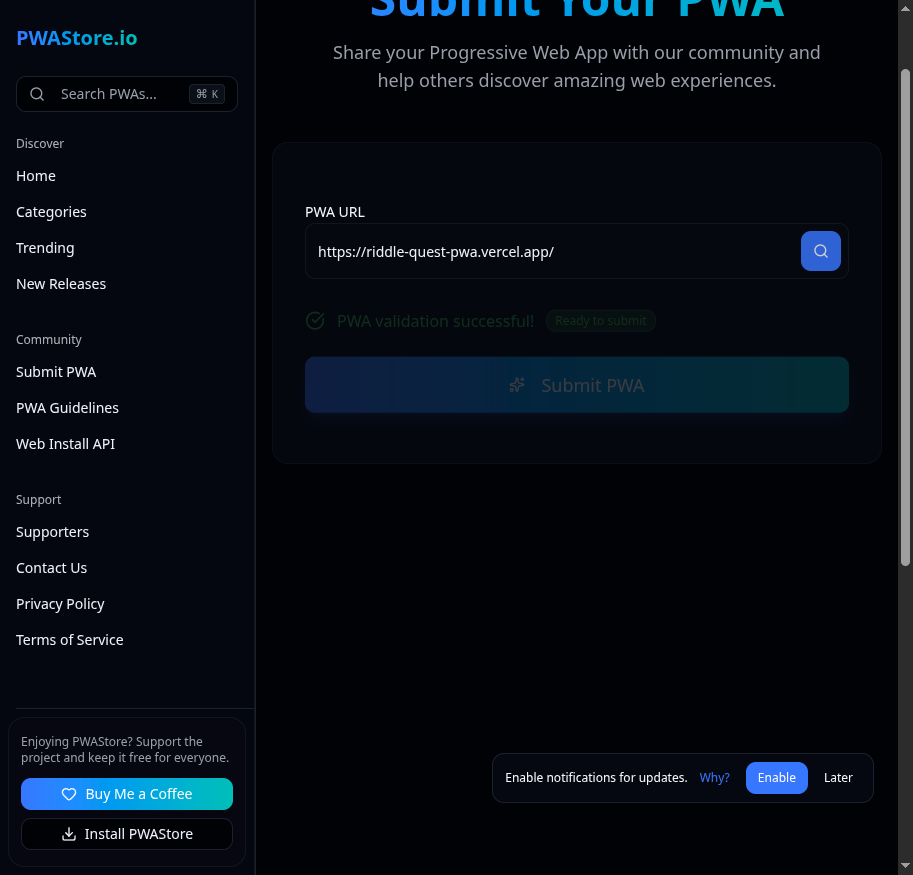 PWAStore.io
Search PWAs...
⌘ K
Discover
Home
Categories
Trending
New Releases
Community
Submit PWA
PWA Guidelines
Web Install API
Support
Supporters
Contact Us
Privacy Policy
Terms of Service
Enjoying PWAStore? Support the
project and keep it free for everyone.
Buy Me a Coffee
Install PWAStore
Submit Your PWA
Share your Progressive Web App with our community and
help others discover amazing web experiences.
PWA URL
https://riddle-quest-pwa.vercel.app/
PWA validation successful! Ready to submit
Submit PWA
Enable notifications for updates. Why? Enable Later